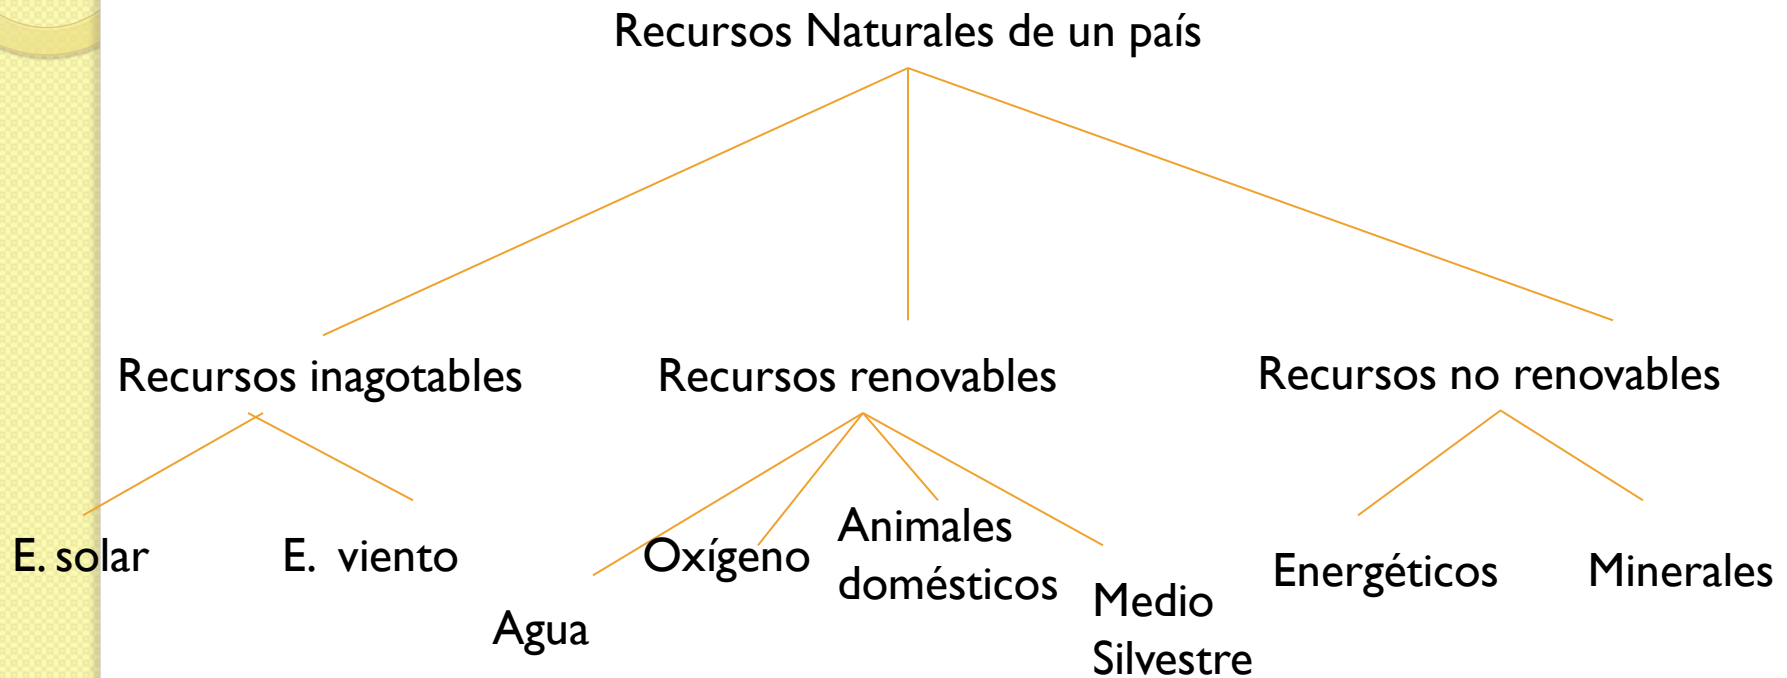 Recursos Naturales de un país
Recursos inagotables
Recursos renovables
Recursos no renovables
E. solar
E. viento
Agua
Oxígeno
Animales
domésticos
Medio
Silvestre
Energéticos
Minerales